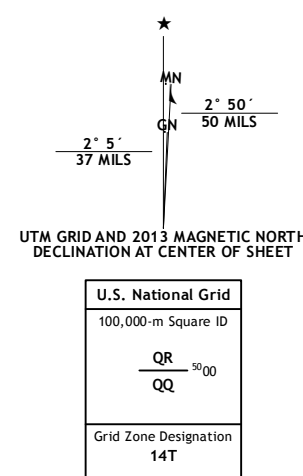 ★
MN
GN
2° 50´
50 MILS
2° 5´
37 MILS
UTM GRID AND 2013 MAGNETIC NORTH
DECLINATION AT CENTER OF SHEET
U.S. National Grid
100,000-m Square ID
QR
QQ
5000
Grid Zone Designation
14T